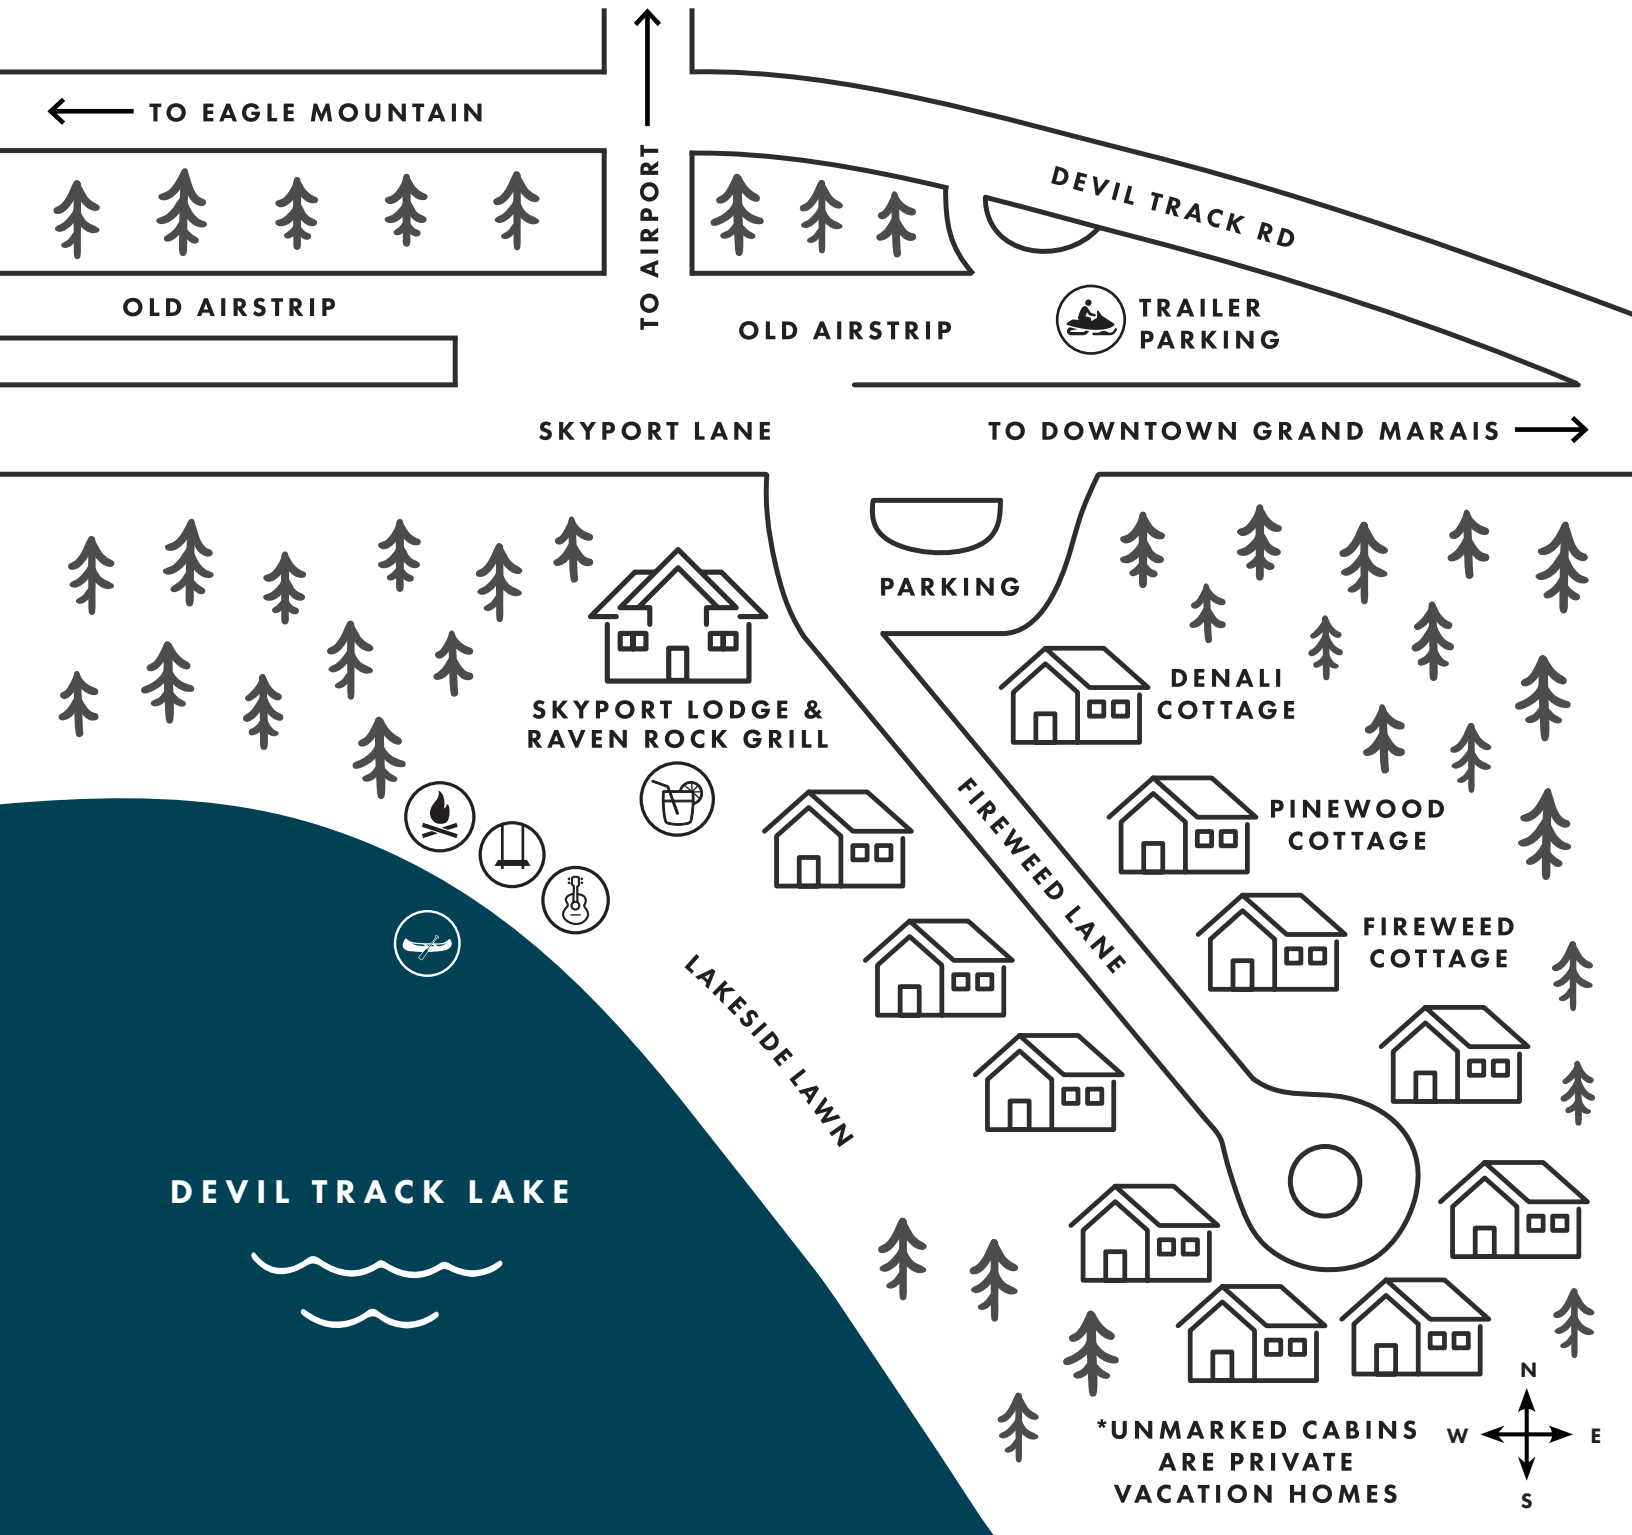 TO EAGLE MOUNTAIN
TO AIRPORT
DEVIL TRACK RD
OLD AIRSTRIP
OLD AIRSTRIP
TRAILER
PARKING
SKYPORT LANE
TO DOWNTOWN GRAND MARAIS
PARKING
SKYPORT LODGE &
RAVEN ROCK GRILL
DENALI
COTTAGE
FIREWEED LANE
PINEWOOD
COTTAGE
FIREWEED
COTTAGE
LAKESIDE LAWN
DEVIL TRACK LAKE
*UNMARKED CABINS
ARE PRIVATE
VACATION HOMES
N
W
E
S